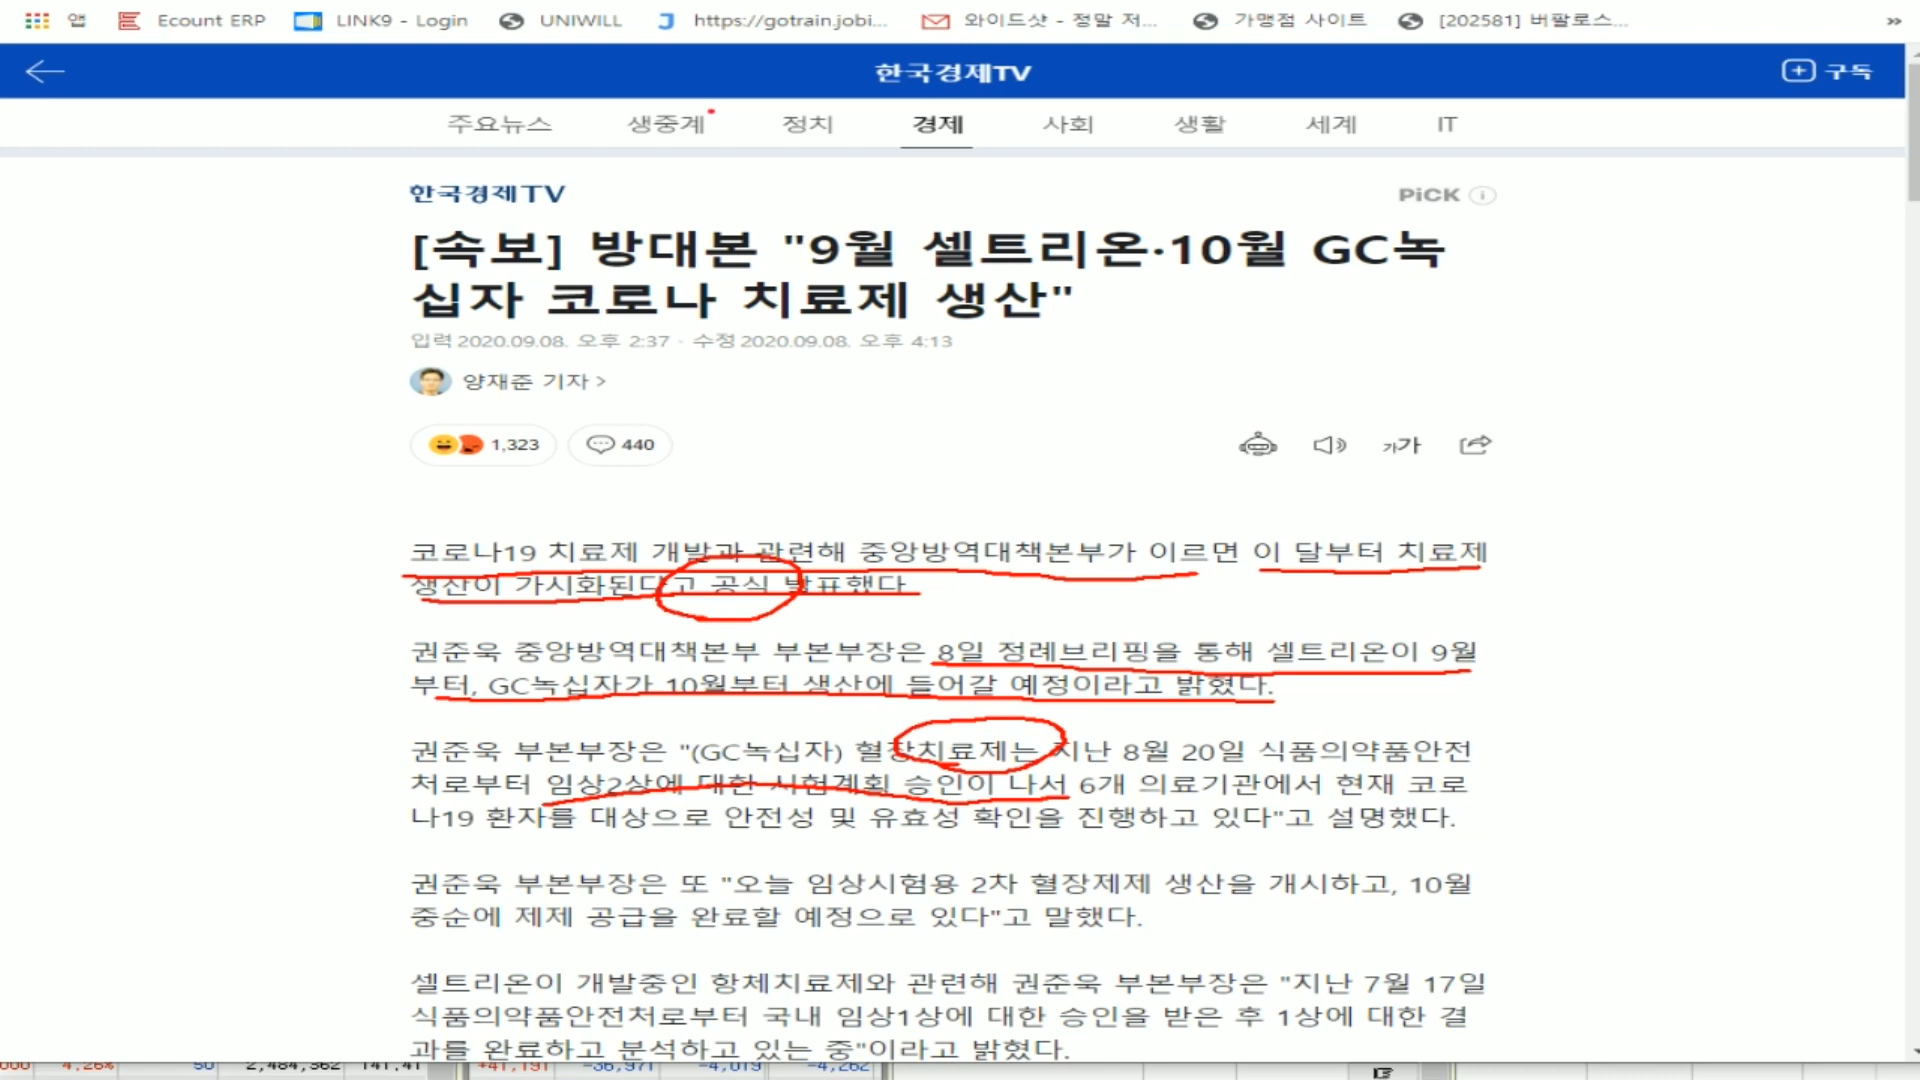 앱 Ecount ERP LINK9 - Login UNIWILL https://gotrain.jobi... 와이드샷 - 정말 저... 가맹점 사이트 [202581] 버팔로스... »
한국경제TV 구독
주요뉴스 생중계 정치 경제 사회 생활 세계 IT
한국경제TV PiCK
[속보] 방대본 "9월 셀트리온·10월 GC녹
십자 코로나 치료제 생산"
입력 2020.09.08. 오후 2:37 · 수정 2020.09.08. 오후 4:13
양재준 기자 >
1,323 440 가가
코로나19 치료제 개발과 관련해 중앙방역대책본부가 이르면 이 달부터 치료제
생산이 가시화된다고 공식 발표했다.
권준욱 중앙방역대책본부 부본부장은 8일 정례브리핑을 통해 셀트리온이 9월
부터, GC녹십자가 10월부터 생산에 들어갈 예정이라고 밝혔다.
권준욱 부본부장은 "(GC녹십자) 혈장치료제는 지난 8월 20일 식품의약품안전
처로부터 임상2상에 대한 시험계획 승인이 나서 6개 의료기관에서 현재 코로
나19 환자를 대상으로 안전성 및 유효성 확인을 진행하고 있다"고 설명했다.
권준욱 부본부장은 또 "오늘 임상시험용 2차 혈장제제 생산을 개시하고, 10월
중순에 제제 공급을 완료할 예정으로 있다"고 말했다.
셀트리온이 개발중인 항체치료제와 관련해 권준욱 부본부장은 "지난 7월 17일
식품의약품안전처로부터 국내 임상1상에 대한 승인을 받은 후 1상에 대한 결
과를 완료하고 분석하고 있는 중"이라고 밝혔다.
4.26% 50 2,484,362 141.41 +41,191 -36,971 -4,019 -4,262